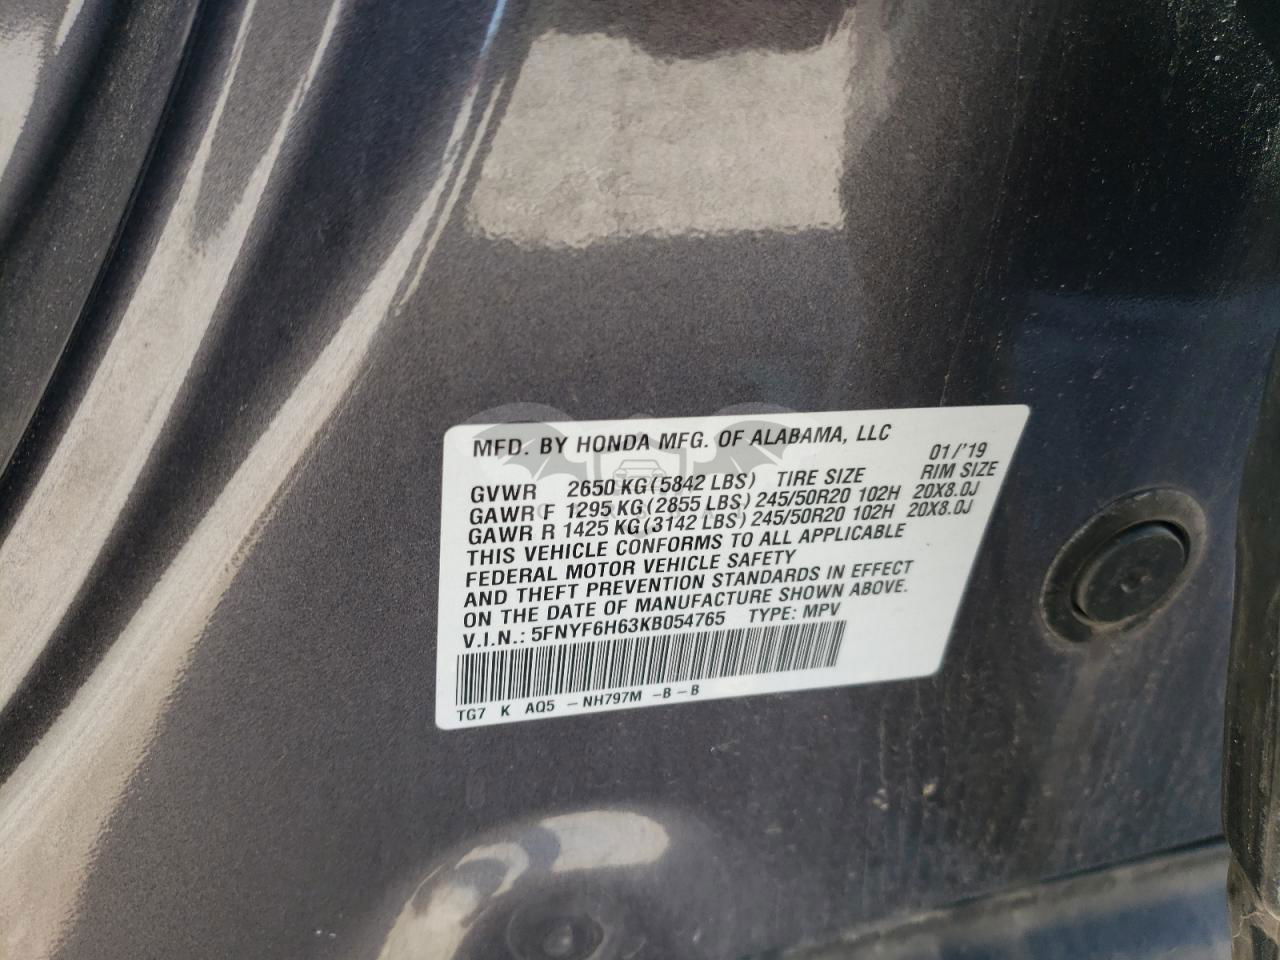 MFD. BY HONDA MFG. OF ALABAMA, LLC
01/'19
GVWR 2650 KG(5842 LBS) TIRE SIZE RIM SIZE
GAWR F 1295 KG(2855 LBS) 245/50R20 102H 20X8.0J
GAWR R 1425 KG(3142 LBS) 245/50R20 102H 20X8.0J
THIS VEHICLE CONFORMS TO ALL APPLICABLE
FEDERAL MOTOR VEHICLE SAFETY
AND THEFT PREVENTION STANDARDS IN EFFECT
ON THE DATE OF MANUFACTURE SHOWN ABOVE.
V.I.N.: 5FNYF6H63KB054765 TYPE: MPV
TG7 K AQ5 -NH797M -B-B